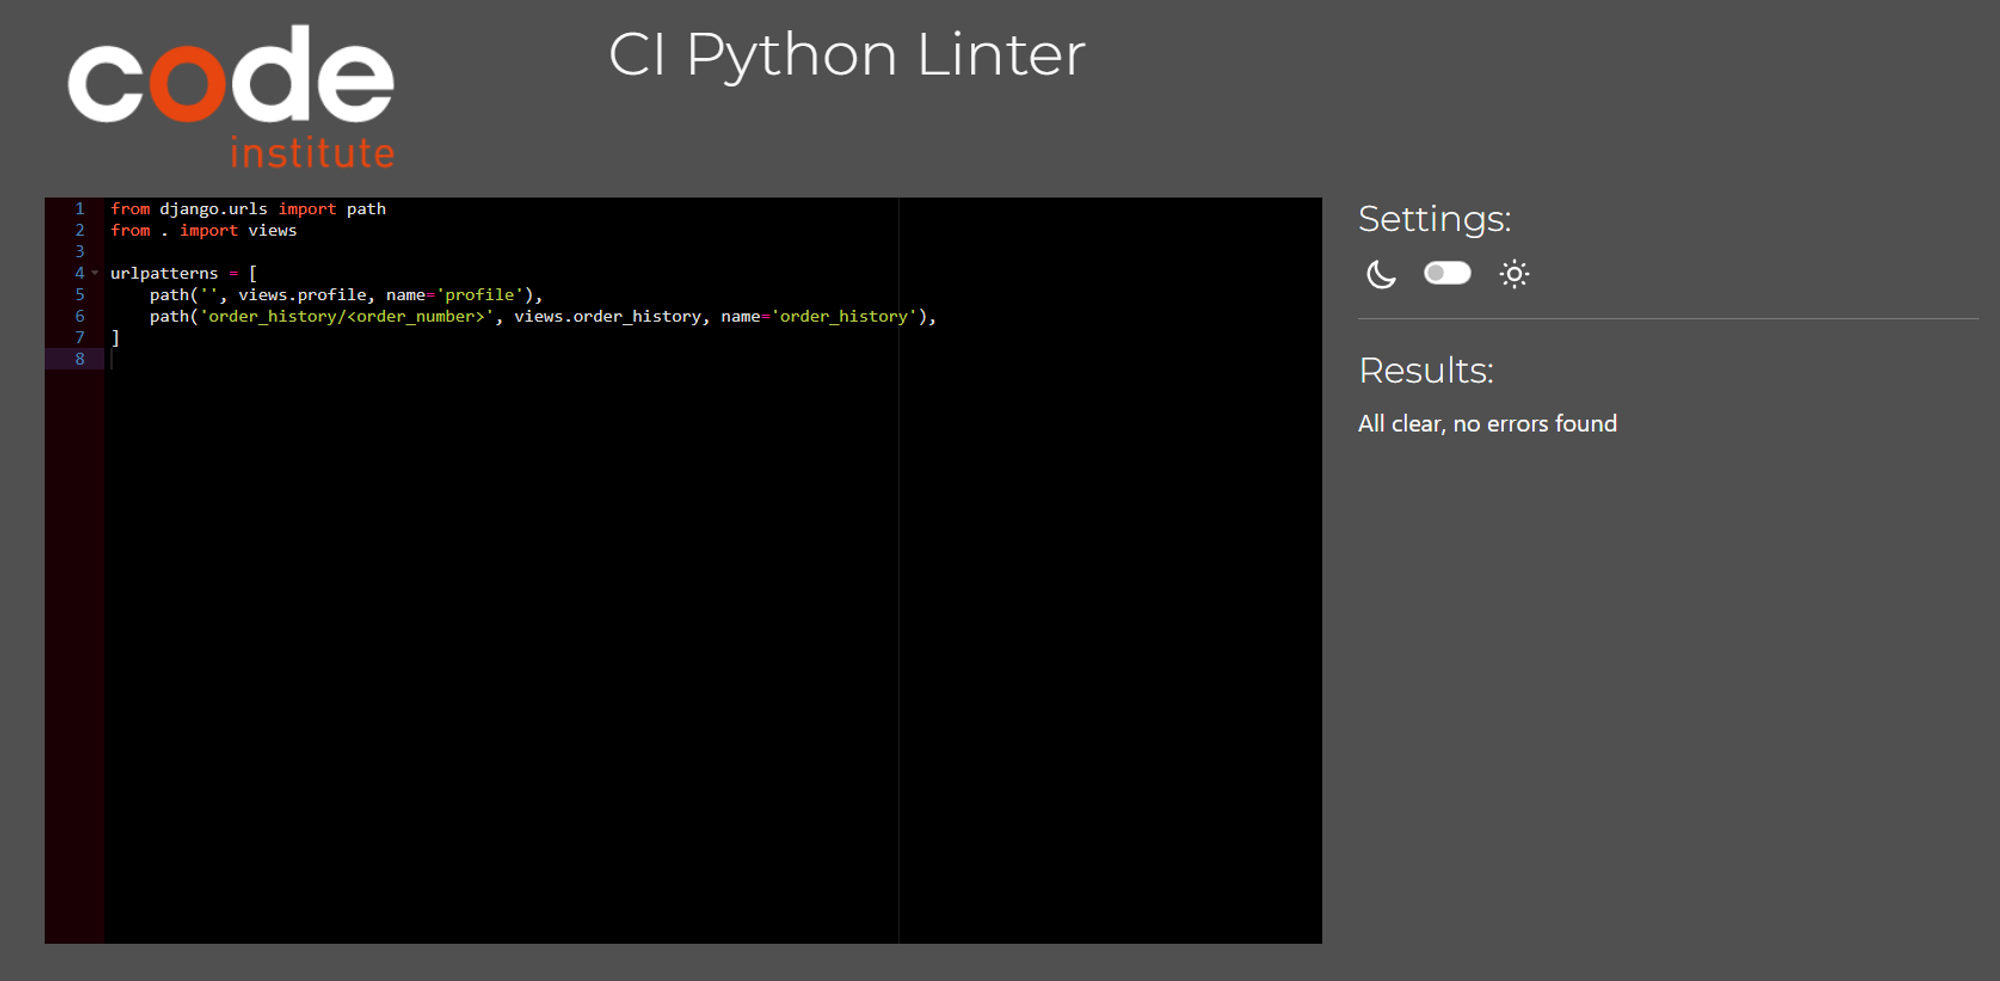 code
institute
CI Python Linter
1 from django.urls import path
2 from . import views
3
4 urlpatterns = [
5     path('', views.profile, name='profile'),
6     path('order_history/<order_number>', views.order_history, name='order_history'),
7 ]
8
Settings:
Results:
All clear, no errors found